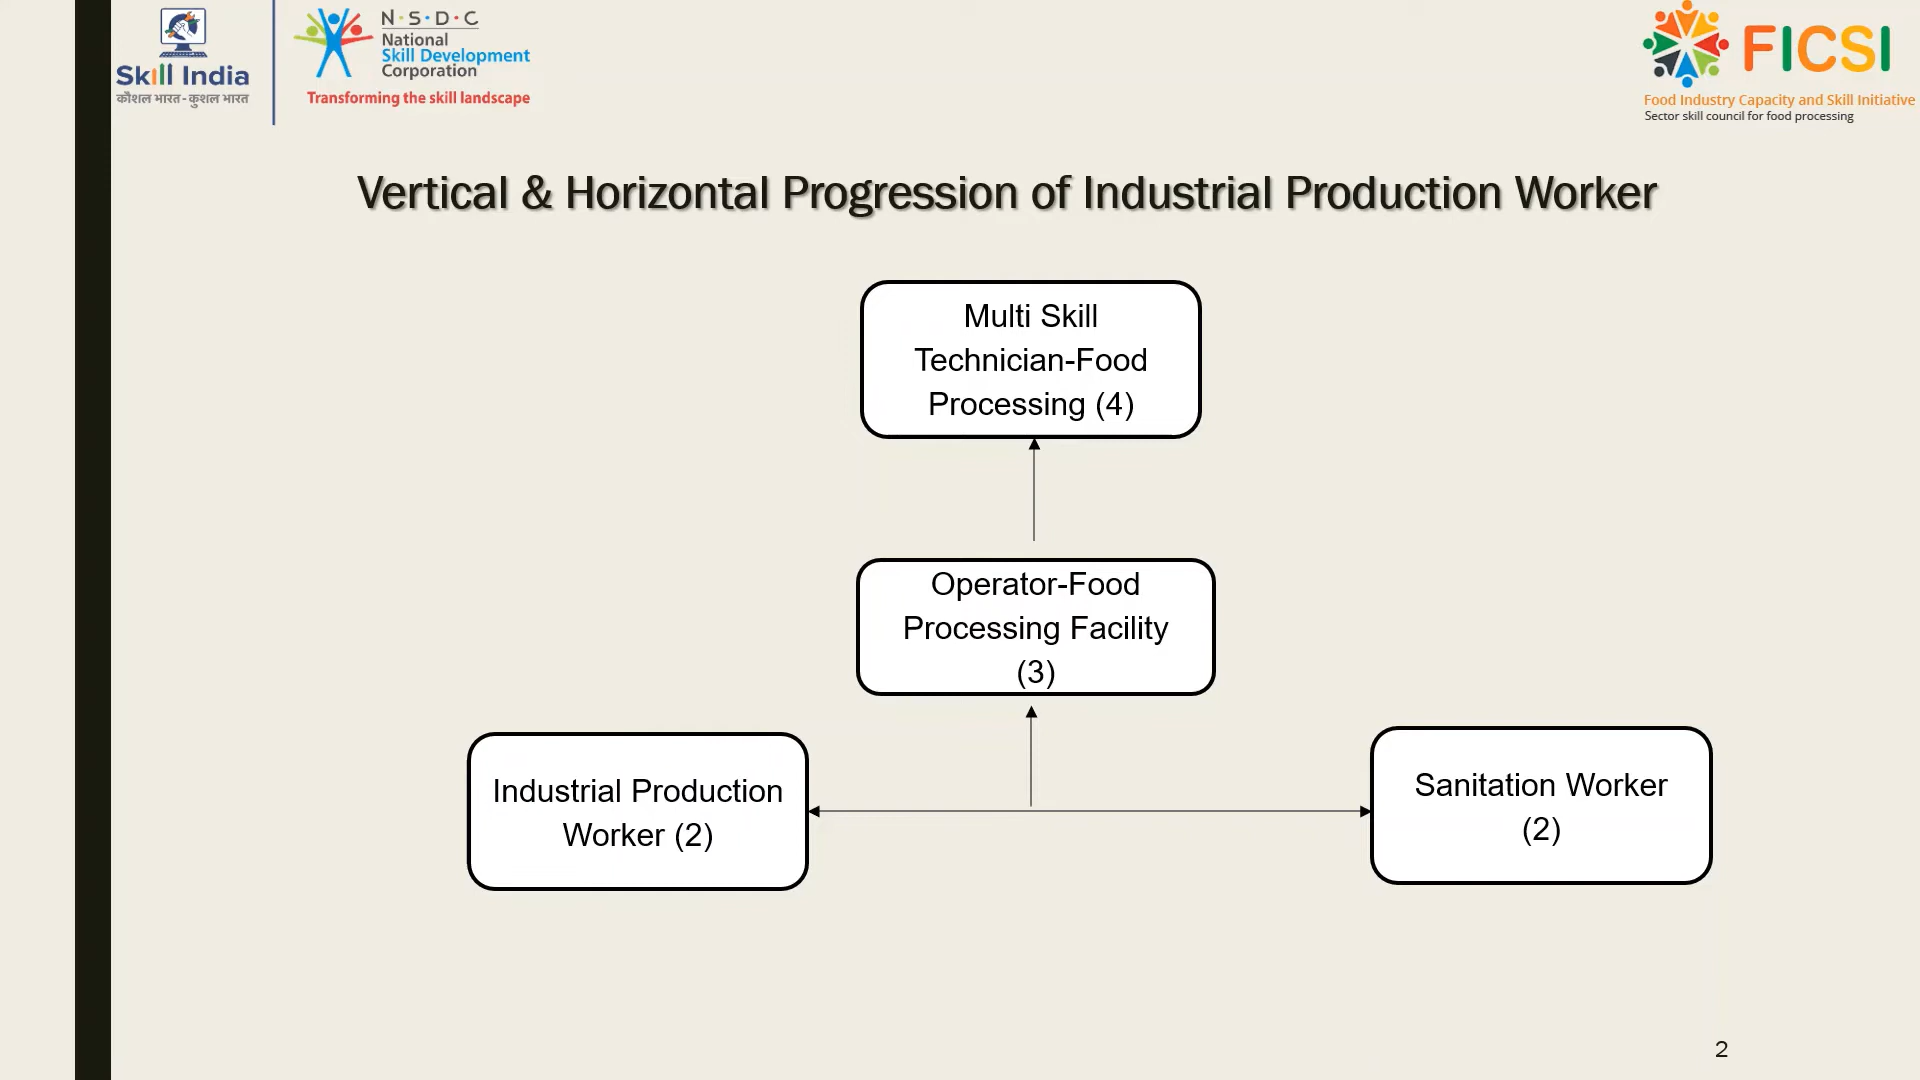 Skill India
कौशल भारत - कुशल भारत
N·S·D·C
National
Skill Development
Corporation
Transforming the skill landscape
FICSI
Food Industry Capacity and Skill Initiative
Sector skill council for food processing
Vertical & Horizontal Progression of Industrial Production Worker
Multi Skill
Technician-Food
Processing (4)
Operator-Food
Processing Facility
(3)
Industrial Production
Worker (2)
Sanitation Worker
(2)
2